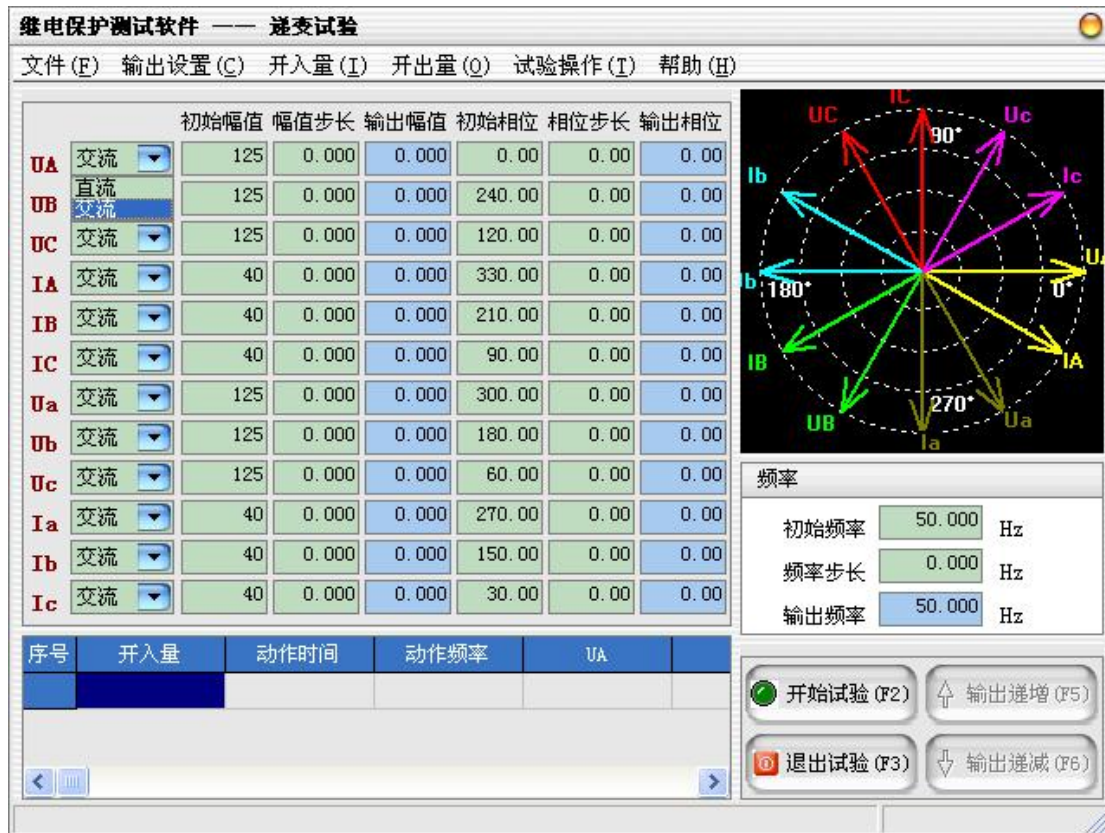 继电保护测试软件 —— 递变试验
文件(F) 输出设置(C) 开入量(I) 开出量(O) 试验操作(T) 帮助(H)
初始幅值 幅值步长 输出幅值 初始相位 相位步长 输出相位
UA 交流 125 0.000 0.000 0.00 0.00 0.00
直流
交流
UB 125 0.000 0.000 240.00 0.00 0.00
UC 交流 125 0.000 0.000 120.00 0.00 0.00
IA 交流 40 0.000 0.000 330.00 0.00 0.00
IB 交流 40 0.000 0.000 210.00 0.00 0.00
IC 交流 40 0.000 0.000 90.00 0.00 0.00
Ua 交流 125 0.000 0.000 300.00 0.00 0.00
Ub 交流 125 0.000 0.000 180.00 0.00 0.00
Uc 交流 125 0.000 0.000 60.00 0.00 0.00
Ia 交流 40 0.000 0.000 270.00 0.00 0.00
Ib 交流 40 0.000 0.000 150.00 0.00 0.00
Ic 交流 40 0.000 0.000 30.00 0.00 0.00
IC
UC Uc
90°
Ib Ic
UA
Ub 180° 0°
IB IA
270°
UB Ua
Ia
频率
初始频率 50.000 Hz
频率步长 0.000 Hz
输出频率 50.000 Hz
序号 开入量 动作时间 动作频率 UA
开始试验(F2) 输出递增(F5)
退出试验(F3) 输出递减(F6)